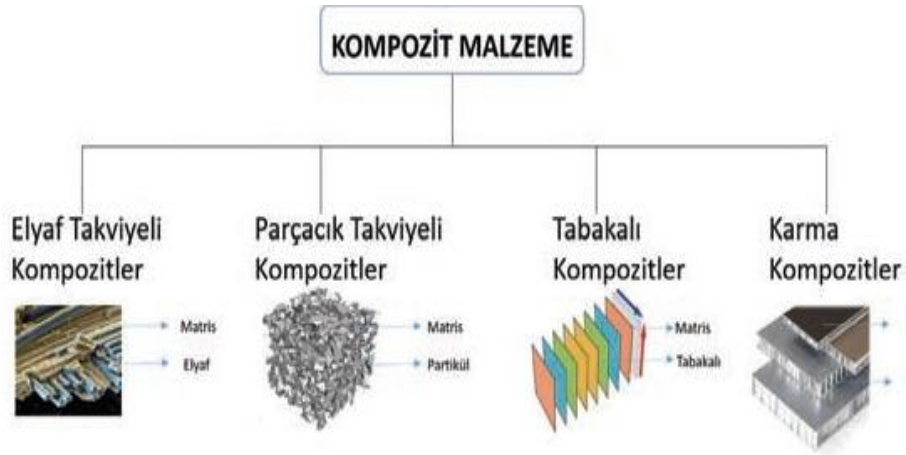 KOMPOZİT MALZEME
Elyaf Takviyeli
Kompozitler
Parçacık Takviyeli
Kompozitler
Tabakalı
Kompozitler
Karma
Kompozitler
Matris
Elyaf
Matris
Partikül
Matris
Tabakalı